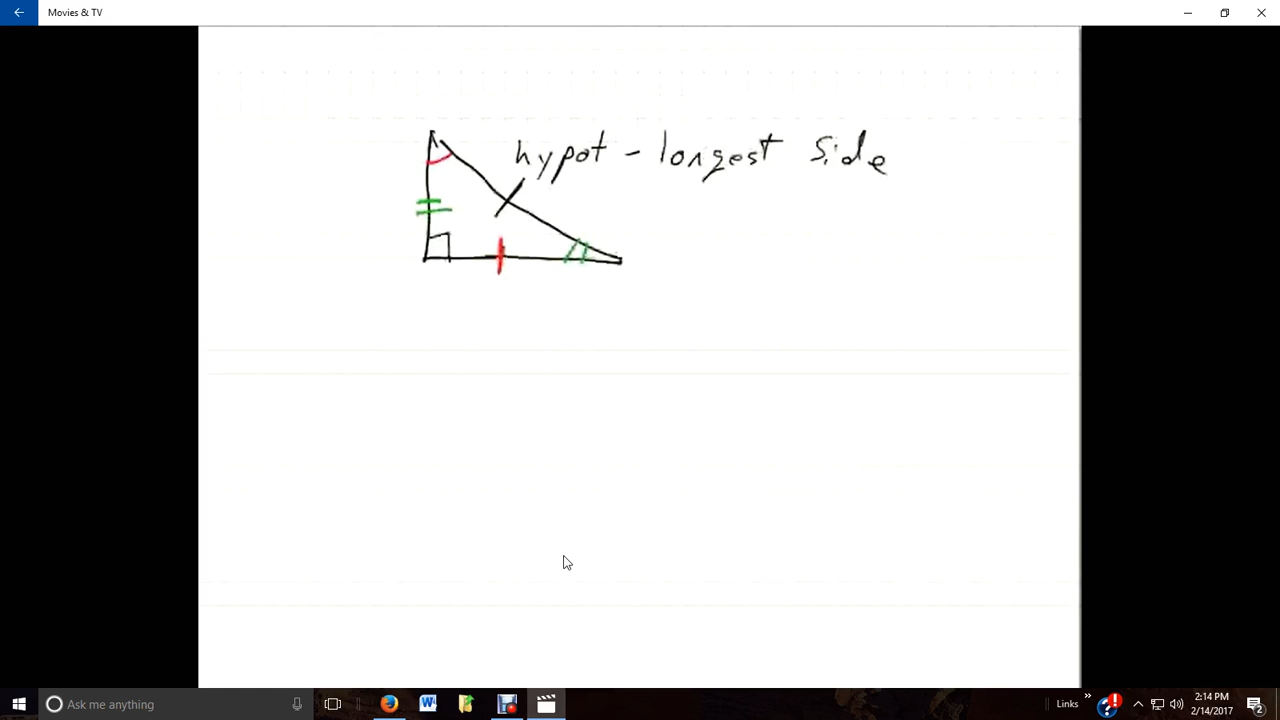 Movies & TV
hypot - longest side
Ask me anything
Links
2:14 PM
2/14/2017